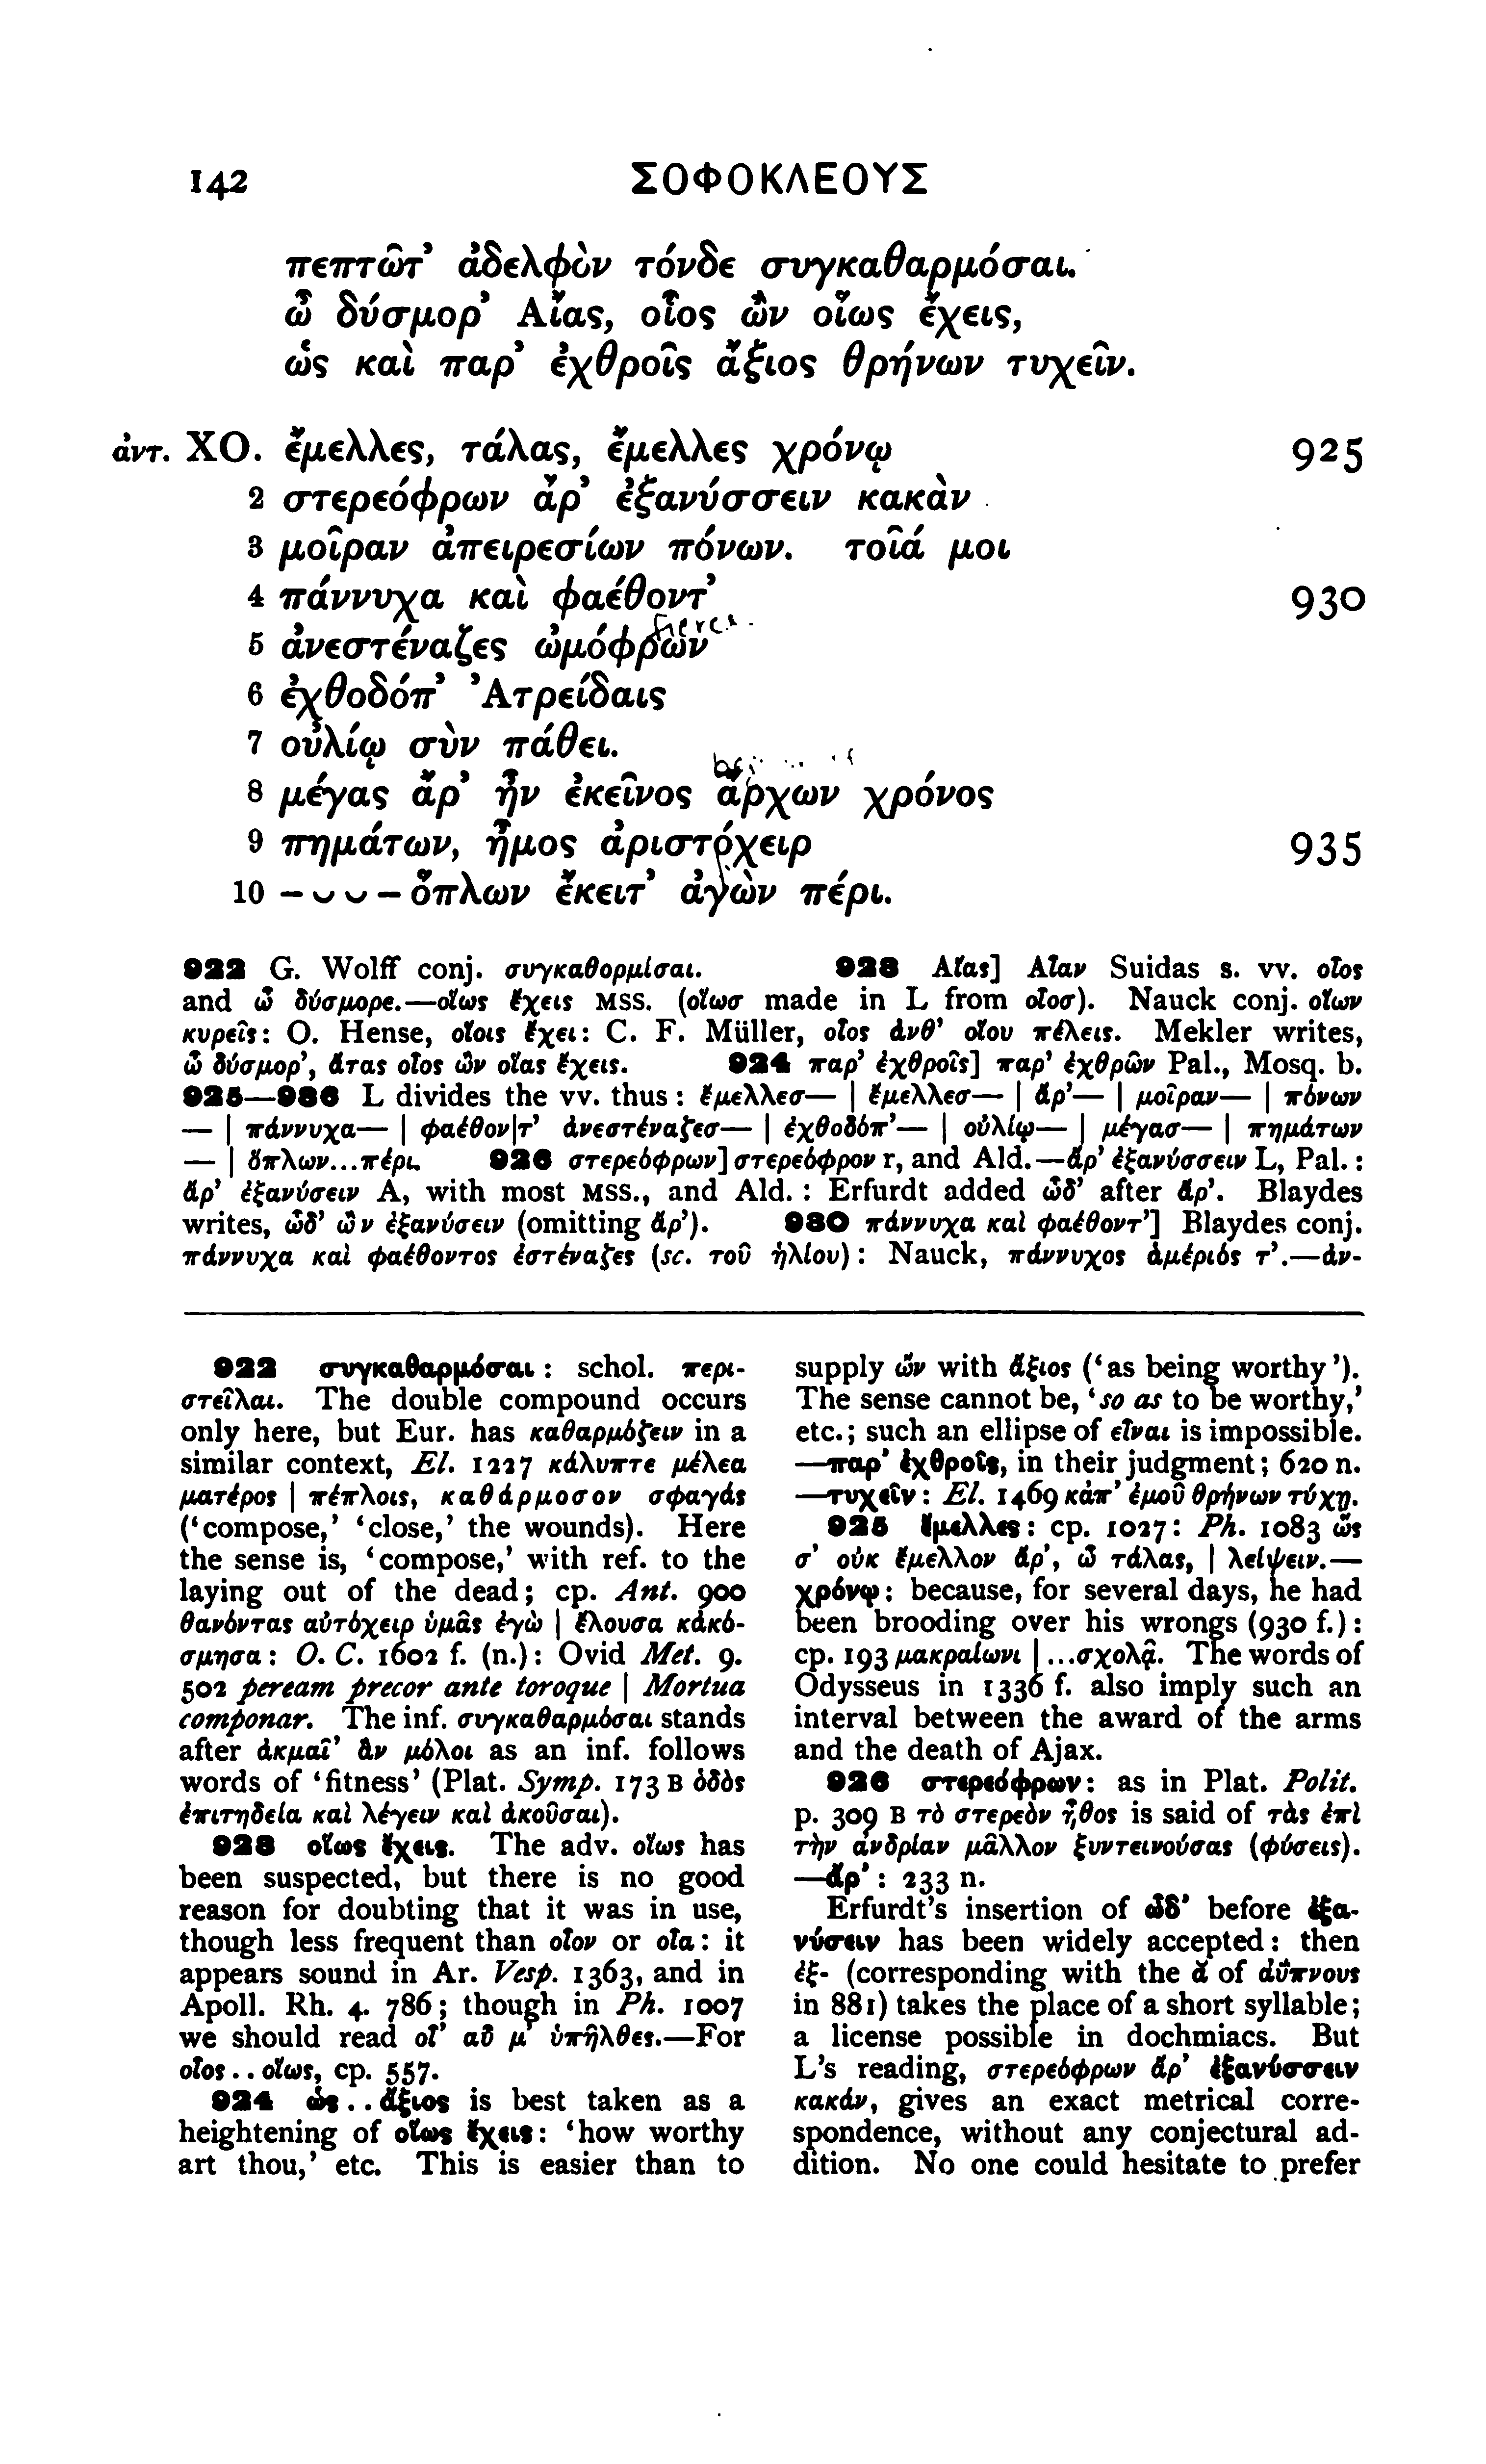 142 ΣΟΦΟΚΛΕΟΥΣ
πεπτῶτ’ ἀδελφὸν τόνδε συγκαθαρμόσαι.
ὦ δύσμορ’ Αἴας, οἷος ὢν οἵως ἔχεις,
ὡς καὶ παρ’ ἐχθροῖς ἄξιος θρήνων τυχεῖν.
ἀντ. ΧΟ. ἔμελλες, τάλας, ἔμελλες χρόνῳ 925
2 στερεόφρων ἄρ’ ἐξανύσσειν κακὰν
3 μοῖραν ἀπειρεσίων πόνων. τοῖά μοι
4 πάννυχα καὶ φαέθοντ’ 930
fierce
5 ἀνεστέναζες ὠμόφρων
6 ἐχθοδόπ’ Ἀτρείδαις
7 οὐλίῳ σὺν πάθει.
8 μέγας ἄρ’ ἦν ἐκεῖνος ἄρχων χρόνος
9 πημάτων, ἦμος ἀριστόχειρ 935
10 – ⏑ ⏑ – ὅπλων ἔκειτ’ ἀγὼν πέρι.
922 G. Wolff conj. συγκαθορμίσαι. 923 Αἴας] Αἶαν Suidas s. vv. οἷος
and ὦ δύσμορε.—οἵως ἔχεις MSS. (οἵωσ made in L from οἷοσ). Nauck conj. οἵων
κυρεῖς: O. Hense, οἵοις ἔχει: C. F. Müller, οἷος ἀνθ’ οἵου πέλεις. Mekler writes,
ὦ δύσμορ’, ἄτας οἷος ὢν οἵας ἔχεις. 924 παρ’ ἐχθροῖς] παρ’ ἐχθρῶν Pal., Mosq. b.
925—936 L divides the vv. thus: ἔμελλεσ— | ἔμελλεσ— | ἄρ’— | μοῖραν— | πόνων
— | πάννυχα— | φαέθον|τ’ ἀνεστέναζεσ— | ἐχθοδόπ’— | οὐλίῳ— | μέγασ— | πημάτων
— | ὅπλων...πέρι. 926 στερεόφρων] στερεόφρον r, and Ald.—ἄρ’ ἐξανύσσειν L, Pal.:
ἄρ’ ἐξανύσειν A, with most MSS., and Ald.: Erfurdt added ὧδ’ after ἄρ’. Blaydes
writes, ὧδ’ ὢν ἐξανύσειν (omitting ἄρ’). 930 πάννυχα καὶ φαέθοντ’] Blaydes conj.
πάννυχα καὶ φαέθοντος ἐστέναζες (sc. τοῦ ἡλίου): Nauck, πάννυχος ἁμέριός τ’.—ἀν-
922 συγκαθαρμόσαι: schol. περι-
στεῖλαι. The double compound occurs
only here, but Eur. has καθαρμόζειν in a
similar context, El. 1227 κάλυπτε μέλεα
ματέρος | πέπλοις, καθάρμοσον σφαγάς
(‘compose,’ ‘close,’ the wounds). Here
the sense is, ‘compose,’ with ref. to the
laying out of the dead; cp. Ant. 900
θανόντας αὐτόχειρ ὑμᾶς ἐγὼ | ἔλουσα κἀκό-
σμησα: O. C. 1602 f. (n.): Ovid Met. 9.
502 peream precor ante toroque | Mortua
componar. The inf. συγκαθαρμόσαι stands
after ἀκμαῖ’ ἂν μόλοι as an inf. follows
words of ‘fitness’ (Plat. Symp. 173 B ὁδὸς
ἐπιτηδεία καὶ λέγειν καὶ ἀκοῦσαι).
923 οἵως ἔχεις. The adv. οἵως has
been suspected, but there is no good
reason for doubting that it was in use,
though less frequent than οἷον or οἷα: it
appears sound in Ar. Vesp. 1363, and in
Apoll. Rh. 4. 786; though in Ph. 1007
we should read οἷ’ αὖ μ’ ὑπῆλθες.—For
οἷος..οἵως, cp. 557.
924 ὡς..ἄξιος is best taken as a
heightening of οἵως ἔχεις: ‘how worthy
art thou,’ etc. This is easier than to
supply ὤν with ἄξιος (‘as being worthy’).
The sense cannot be, ‘so as to be worthy,’
etc.; such an ellipse of εἶναι is impossible.
—παρ’ ἐχθροῖς, in their judgment; 620 n.
—τυχεῖν: El. 1469 κἀπ’ ἐμοῦ θρήνων τύχῃ.
925 ἔμελλες: cp. 1027: Ph. 1083 ὥς
σ’ οὐκ ἔμελλον ἄρ’, ὦ τάλας, | λείψειν.—
χρόνῳ: because, for several days, he had
been brooding over his wrongs (930 f.):
cp. 193 μακραίωνι | ...σχολᾷ. The words of
Odysseus in 1336 f. also imply such an
interval between the award of the arms
and the death of Ajax.
926 στερεόφρων: as in Plat. Polit.
p. 309 B τὸ στερεὸν ἦθος is said of τὰς ἐπὶ
τὴν ἀνδρίαν μᾶλλον ξυντεινούσας (φύσεις).
—ἄρ’: 233 n.
Erfurdt’s insertion of ὧδ’ before ἐξα-
νύσειν has been widely accepted: then
ἐξ- (corresponding with the ἀ of ἀΰπνους
in 881) takes the place of a short syllable;
a license possible in dochmiacs. But
L’s reading, στερεόφρων ἄρ’ ἐξανύσσειν
κακάν, gives an exact metrical corre-
spondence, without any conjectural ad-
dition. No one could hesitate to prefer